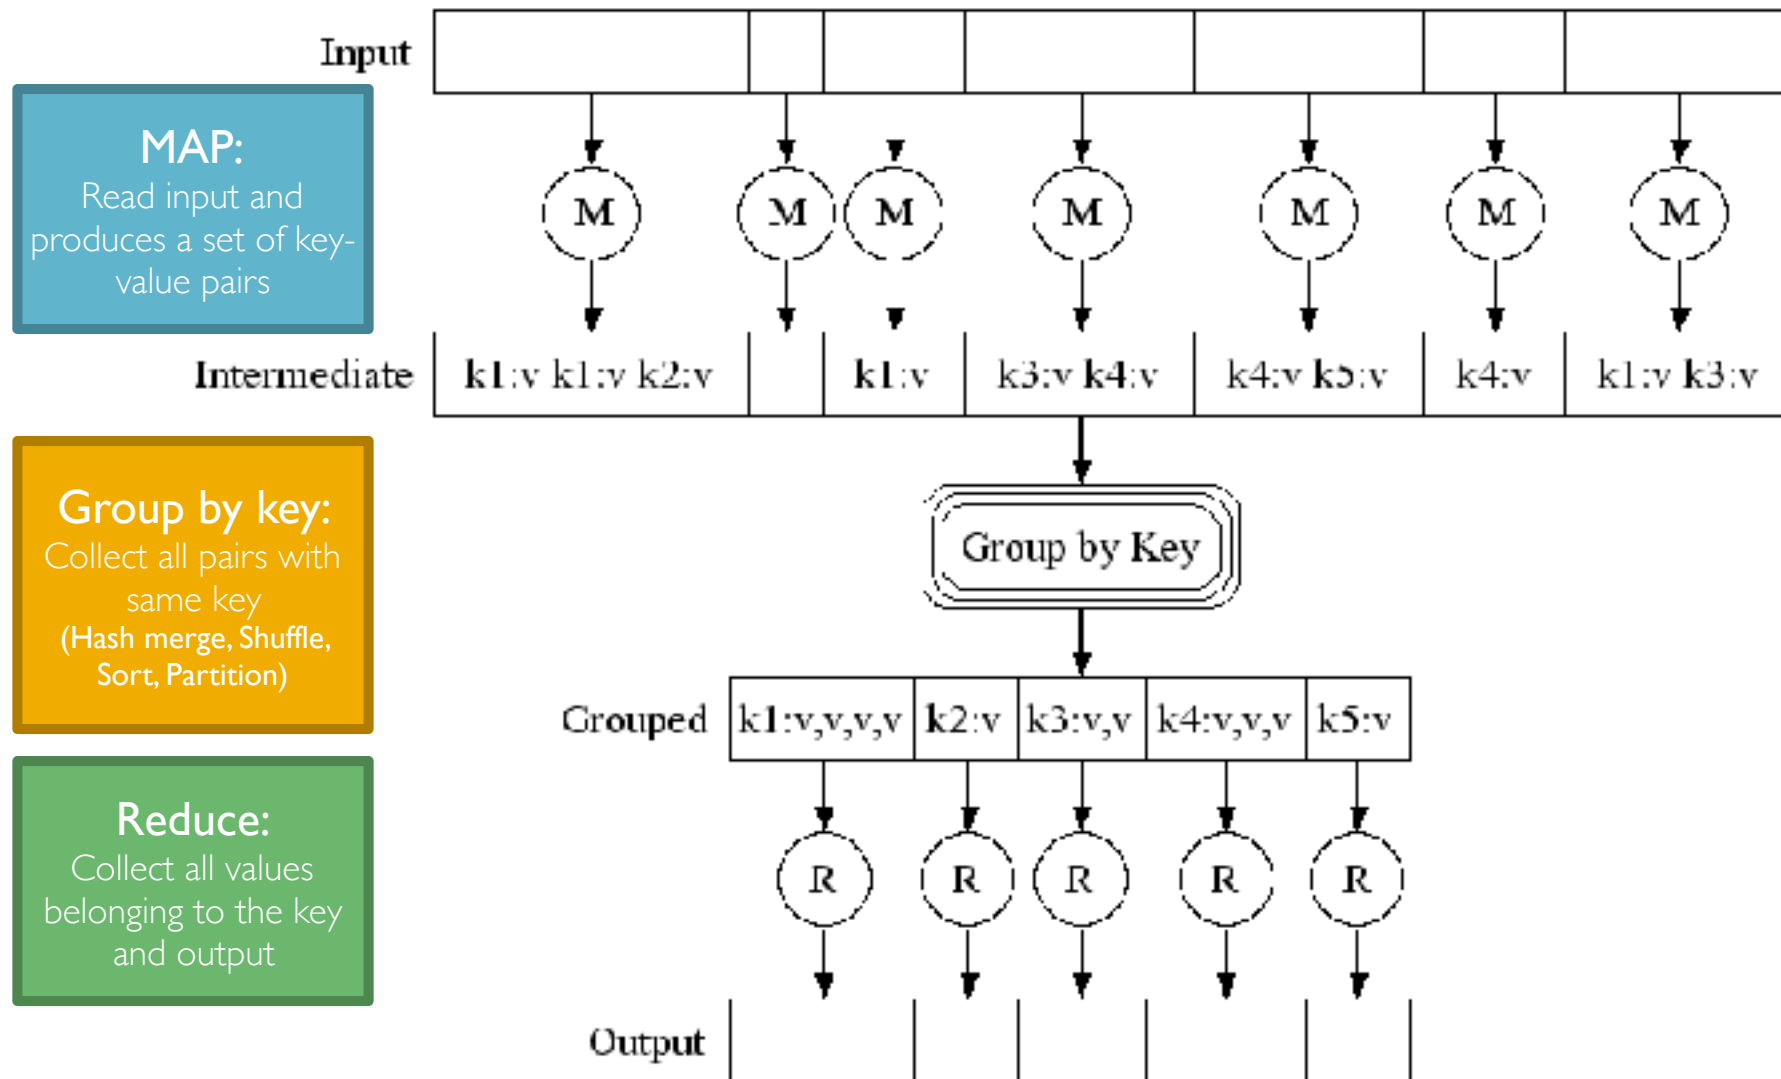 Input
MAP:
Read input and
produces a set of key-
value pairs
M M M M M M M
Intermediate
k1:v k1:v k2:v k1:v k3:v k4:v k4:v k5:v k4:v k1:v k3:v
Group by key:
Collect all pairs with
same key
(Hash merge, Shuffle,
Sort, Partition)
Group by Key
Grouped
k1:v,v,v,v k2:v k3:v,v k4:v,v,v k5:v
Reduce:
Collect all values
belonging to the key
and output
R R R R R
Output